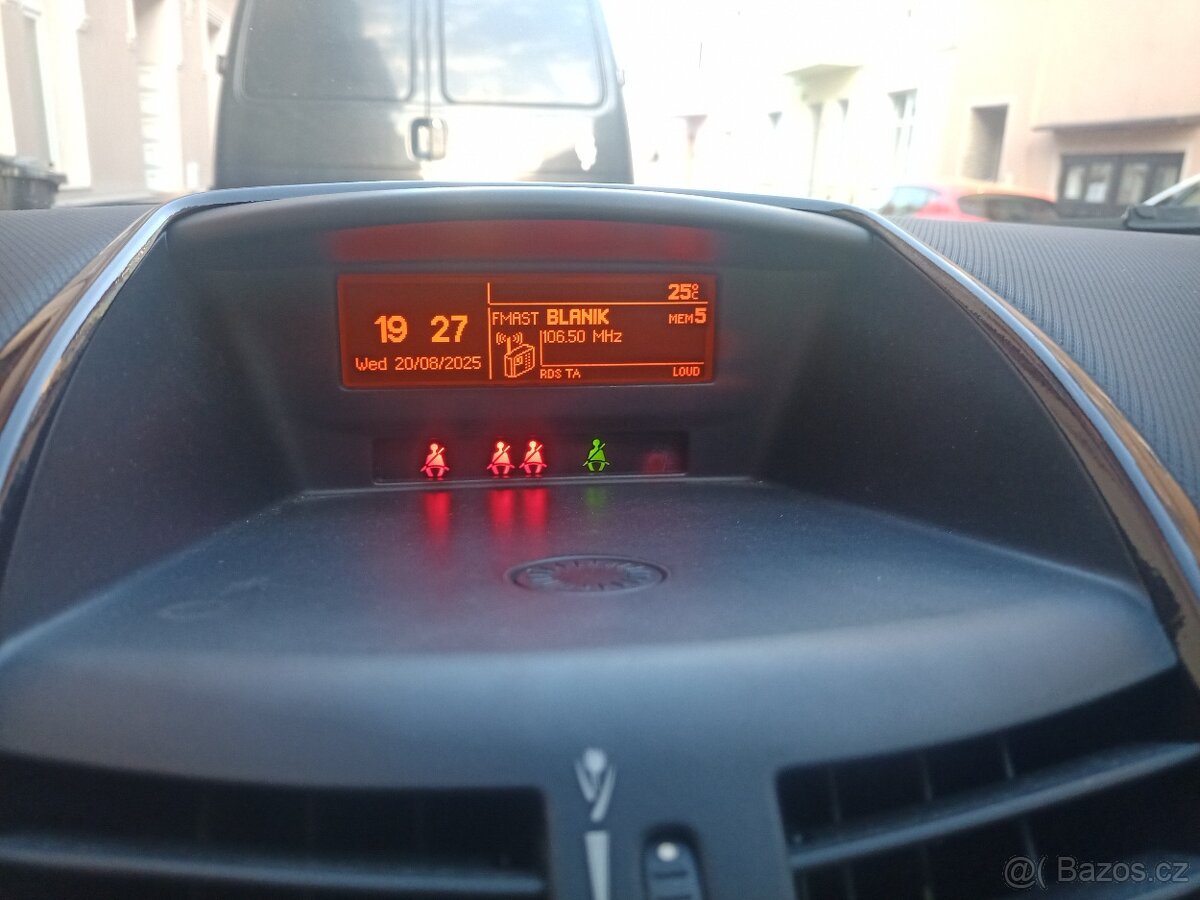 25°C
19 27
FMAST BLANIK MEM5
106.50 MHz
Wed 20/08/2025
RDS TA LOUD
@( Bazos.cz